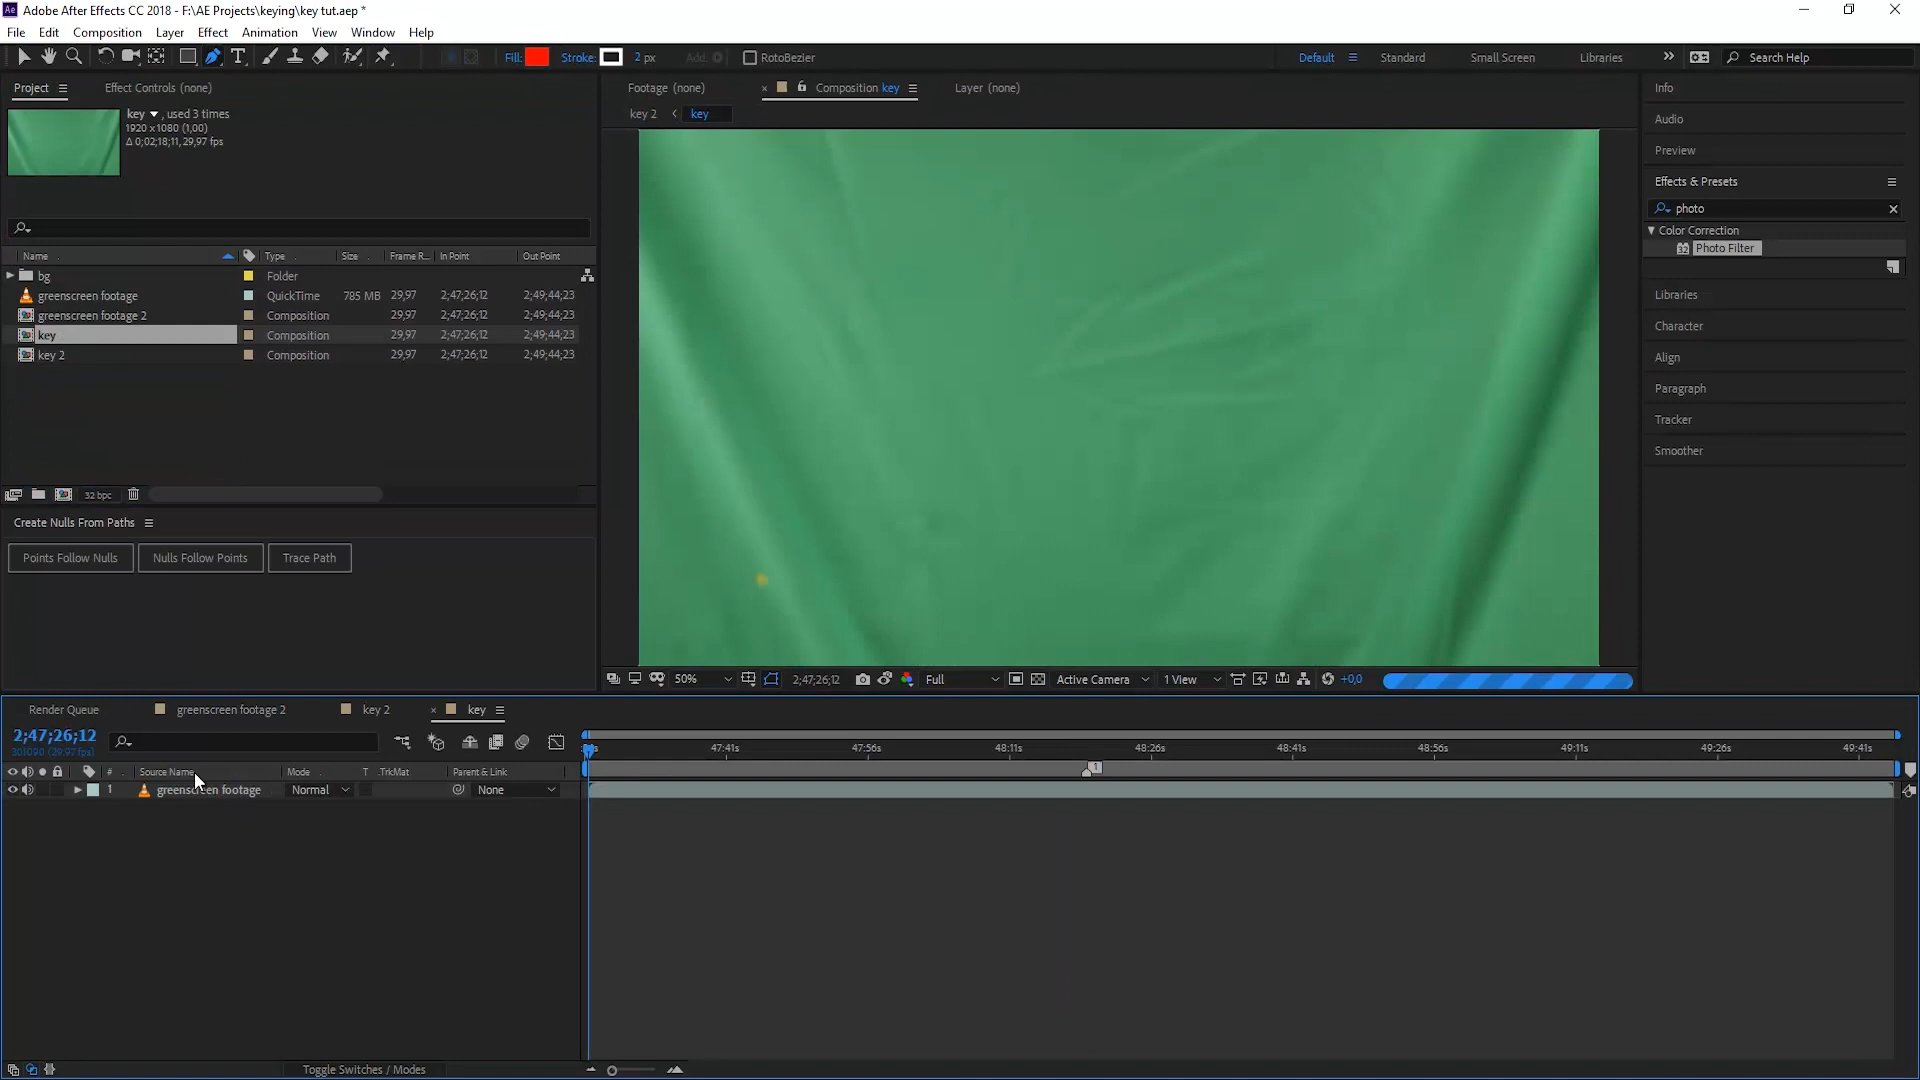 Ae Adobe After Effects CC 2018 - F:\AE Projects\keying\key tut.aep *
File Edit Composition Layer Effect Animation View Window Help
T Fill: Stroke: 2 px Add: RotoBezier Default Standard Small Screen Libraries Search Help
Project Effect Controls (none)
key , used 3 times
1920 x1080 (1,00)
Δ 0;02;18;11, 29,97 fps
Name Type Size Frame R... In Point Out Point
bg Folder
greenscreen footage QuickTime 785 MB 29,97 2;47;26;12 2;49;44;23
greenscreen footage 2 Composition 29,97 2;47;26;12 2;49;44;23
key Composition 29,97 2;47;26;12 2;49;44;23
key 2 Composition 29,97 2;47;26;12 2;49;44;23
32 bpc
Create Nulls From Paths
Points Follow Nulls Nulls Follow Points Trace Path
Footage (none) × Composition key Layer (none)
key 2 < key
50% 2;47;26;12 Full Active Camera 1 View +0,0
Info
Audio
Preview
Effects & Presets
photo
Color Correction
32 Photo Filter
Libraries
Character
Align
Paragraph
Tracker
Smoother
Render Queue greenscreen footage 2 key 2 × key
2;47;26;12
301090 (29.97 fps)
47:41s 47:56s 48:11s 48:26s 48:41s 48:56s 49:11s 49:26s 49:41s
# Source Name Mode T .TrkMat Parent & Link
1
1 greenscreen footage Normal None
Toggle Switches / Modes